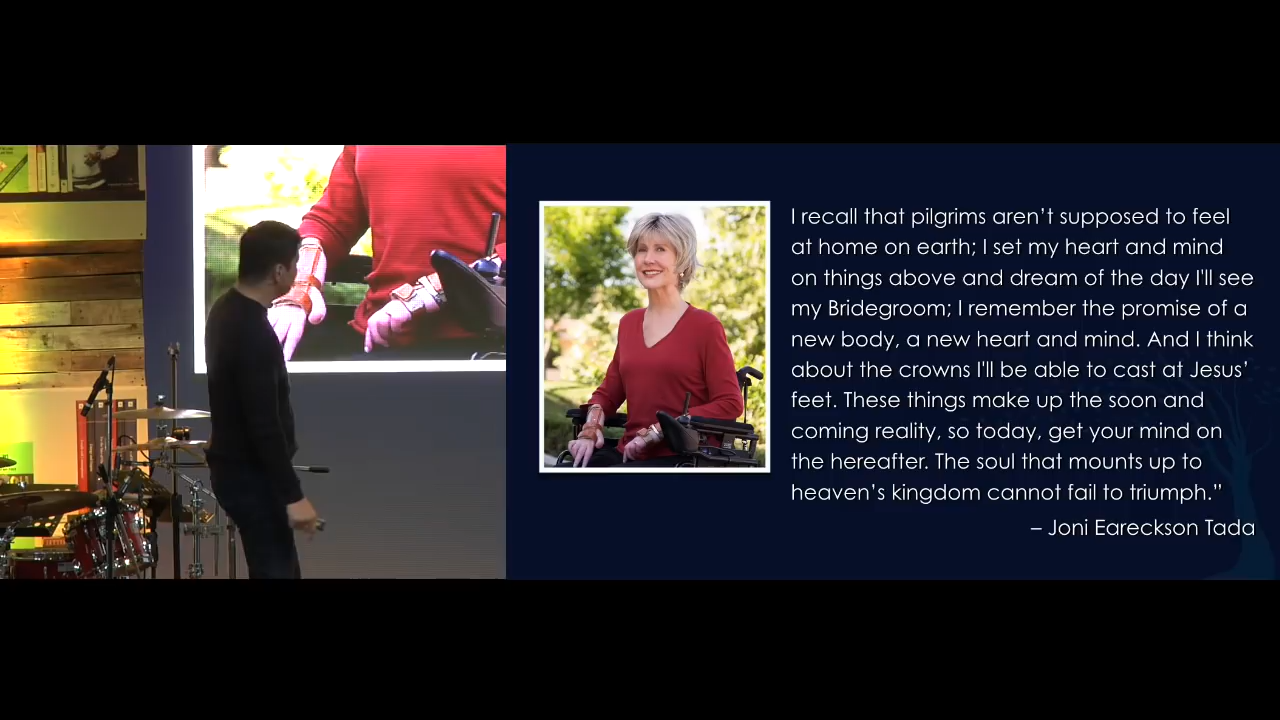 I recall that pilgrims aren’t supposed to feel
at home on earth; I set my heart and mind
on things above and dream of the day I'll see
my Bridegroom; I remember the promise of a
new body, a new heart and mind. And I think
about the crowns I'll be able to cast at Jesus’
feet. These things make up the soon and
coming reality, so today, get your mind on
the hereafter. The soul that mounts up to
heaven’s kingdom cannot fail to triumph.”
– Joni Eareckson Tada